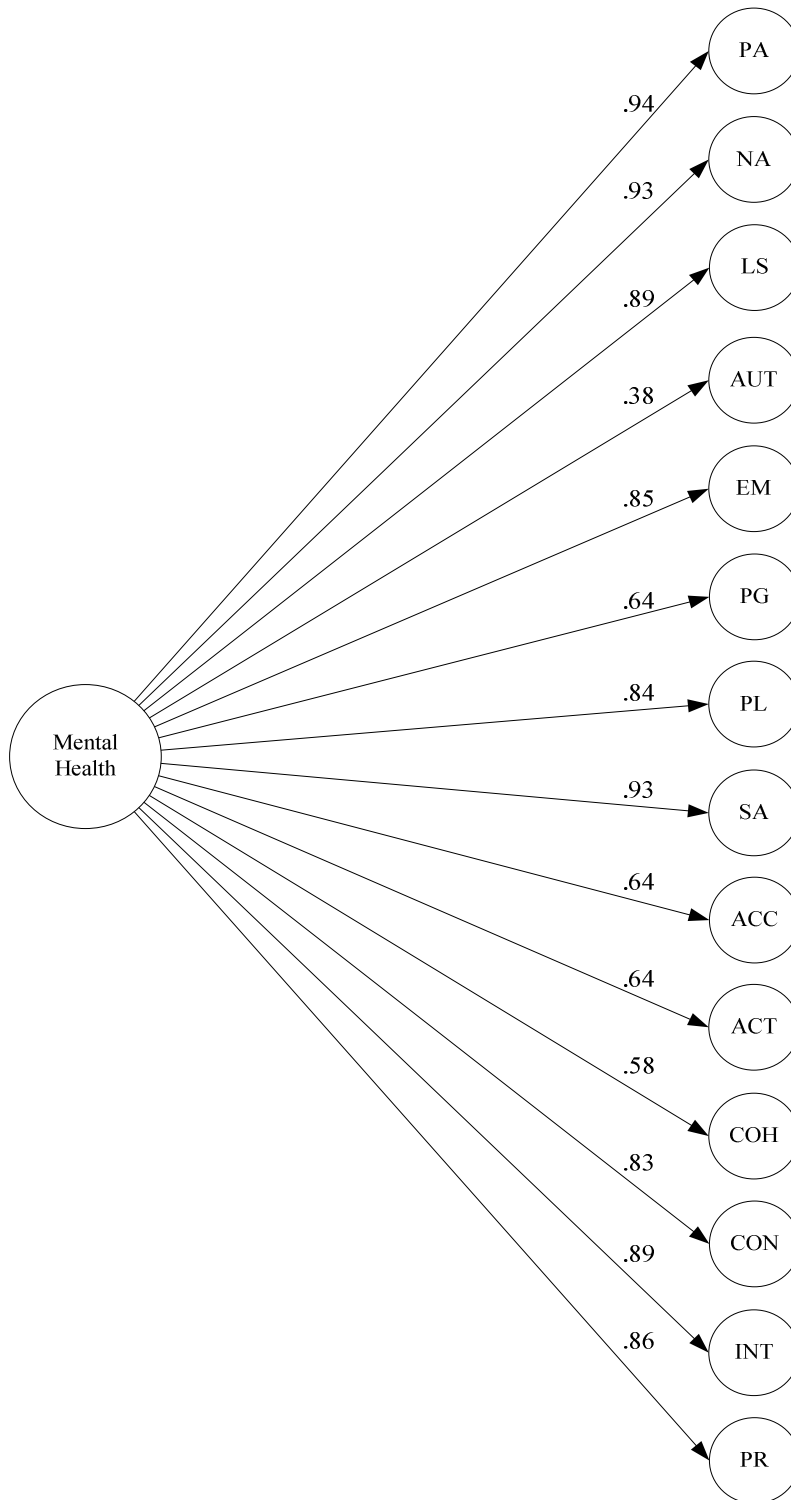 PA
.94
NA
.93
LS
.89
AUT
.38
EM
.85
PG
.64
PL
.84
Mental
Health
SA
.93
ACC
.64
ACT
.64
COH
.58
CON
.83
INT
.89
PR
.86